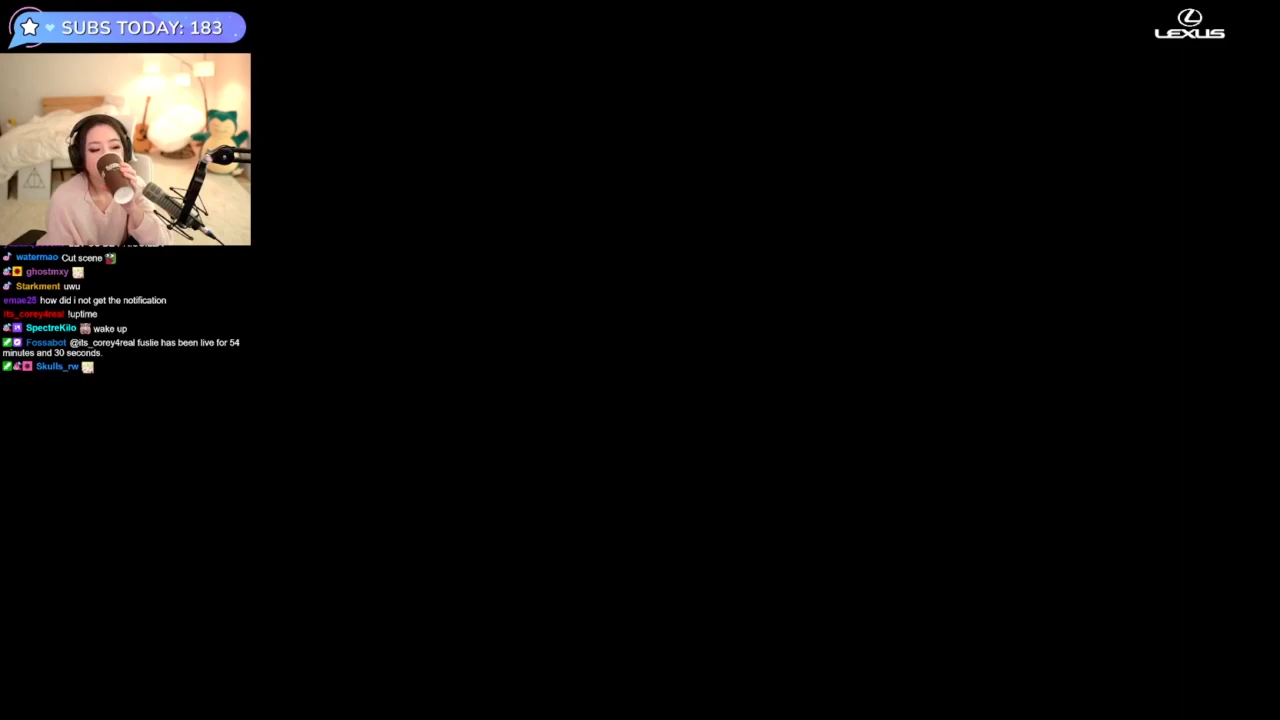 SUBS TODAY: 183
LEXUS
watermao Cut scene
ghostmxy
Starkment uwu
emae25 how did i not get the notification
its_corey4real !uptime
SpectreKilo wake up
Fossabot @its_corey4real fuslie has been live for 54
minutes and 30 seconds.
Skulls_rw